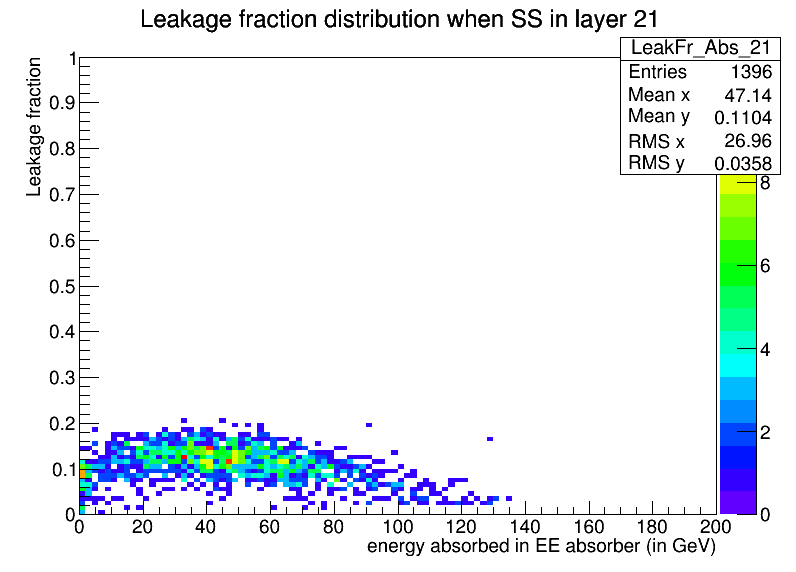 Leakage fraction distribution when SS in layer 21
LeakFr_Abs_21
Entries 1396
Mean x 47.14
Mean y 0.1104
RMS x 26.96
RMS y 0.0358
Leakage fraction
1
0.9
0.8
0.7
0.6
0.5
0.4
0.3
0.2
0.1
0
0 20 40 60 80 100 120 140 160 180 200
energy absorbed in EE absorber (in GeV)
8
6
4
2
0